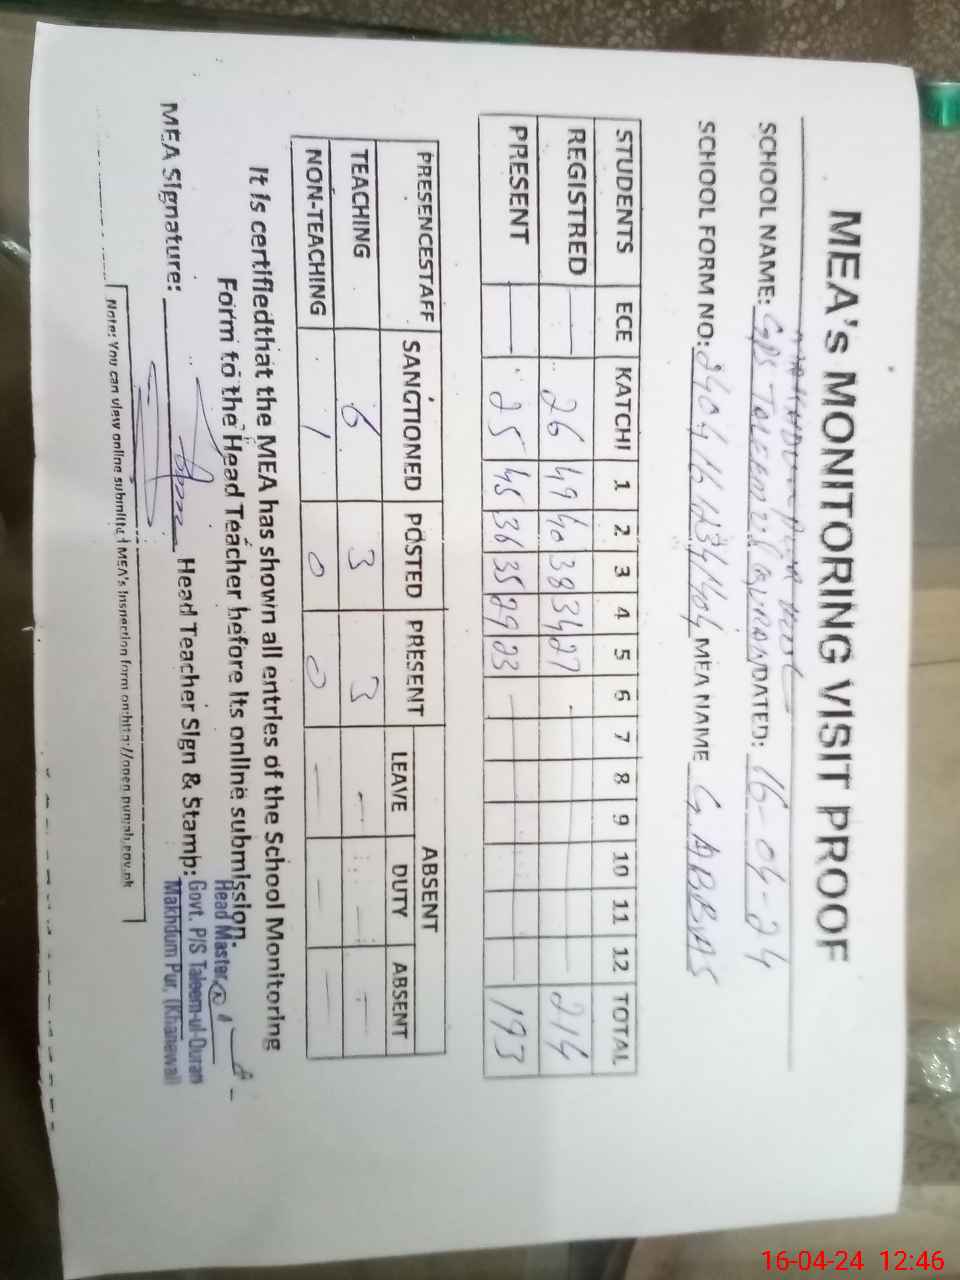 MEA's MONITORING VISIT PROOF
SCHOOL NAME: GPS TALEEM UL QURAN DATED: 16-04-24
SCHOOL FORM NO: MEA NAME G. ABBAS
STUDENTS ECE KATCHI 1 2 3 4 5 6 7 8 9 10 11 12 TOTAL
REGISTRED — 26 49 40 38 34 27 214
PRESENT — 25 45 36 35 29 23 193
PRESENCESTAFF SANCTIONED POSTED PRESENT ABSENT
LEAVE DUTY ABSENT
TEACHING 6 3 3 — — —
NON-TEACHING 1 0 0 — — —
It is certifiedthat the MEA has shown all entries of the School Monitoring
Form to the Head Teacher before its online submission.
MEA Signature: Head Teacher Sign & Stamp:
Head Master
Govt. P/S Taleem-ul-Quran
Makhdum Pur, (Khanewal)
Note: You can view online submitted MEA's Inspection form on:http://open.punjab.gov.pk
16-04-24 12:46